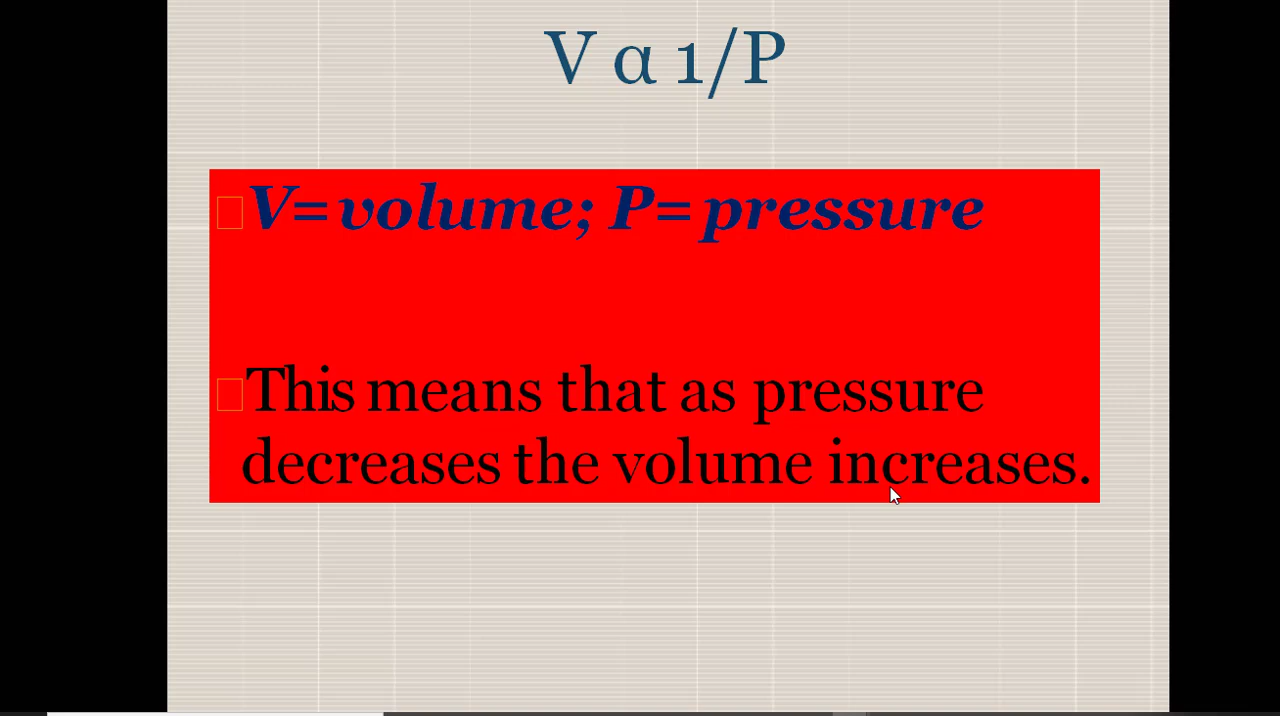 V α 1/P
V= volume; P= pressure
This means that as pressure
decreases the volume increases.